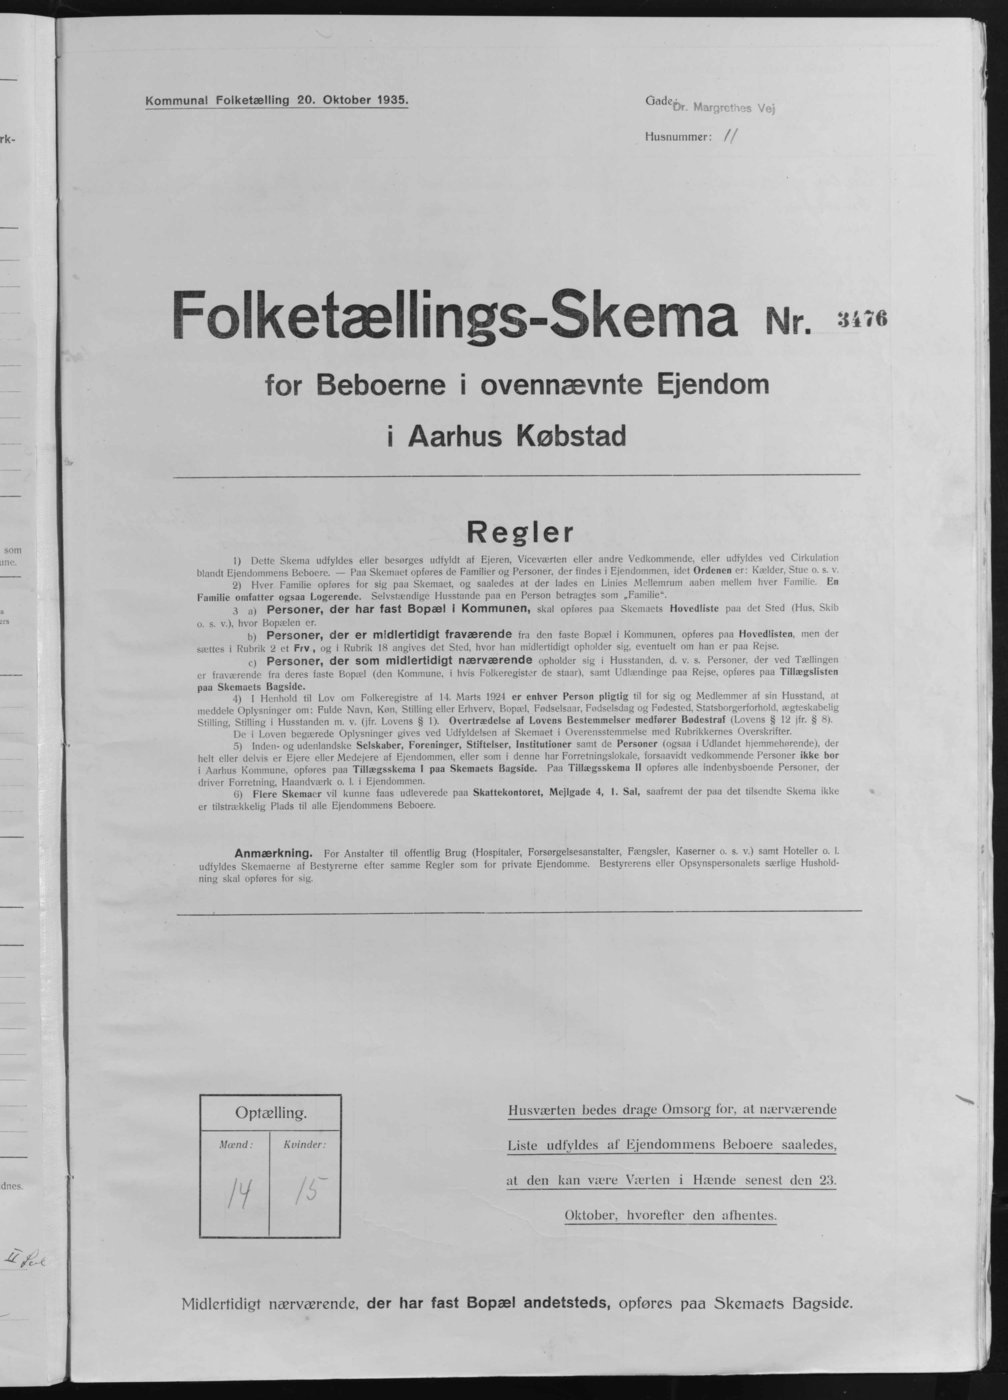 Kommunal Folketælling 20. Oktober 1935.
Gade: Dr. Margrethes Vej
Husnummer: 11
Folketællings-Skema Nr. 3476
for Beboerne i ovennævnte Ejendom
i Aarhus Købstad
Regler
1) Dette Skema udfyldes eller besørges udfyldt af Ejeren, Viceværten eller andre Vedkommende, eller udfyldes ved Cirkulation
blandt Ejendommens Beboere. — Paa Skemaet opføres de Familier og Personer, der findes i Ejendommen, idet Ordenen er: Kælder, Stue o. s. v.
2) Hver Familie opføres for sig paa Skemaet, og saaledes at der lades en Linies Mellemrum aaben mellem hver Familie. En
Familie omfatter ogsaa Logerende. Selvstændige Husstande paa en Person betragtes som „Familie“.
3 a) Personer, der har fast Bopæl i Kommunen, skal opføres paa Skemaets Hovedliste paa det Sted (Hus, Skib
o. s. v.), hvor Bopælen er.
b) Personer, der er midlertidigt fraværende fra den faste Bopæl i Kommunen, opføres paa Hovedlisten, men der
sættes i Rubrik 2 et Frv., og i Rubrik 18 angives det Sted, hvor han midlertidigt opholder sig, eventuelt om han er paa Rejse.
c) Personer, der som midlertidigt nærværende opholder sig i Husstanden, d. v. s. Personer, der ved Tællingen
er fraværende fra deres faste Bopæl (den Kommune, i hvis Folkeregister de staar), samt Udlændinge paa Rejse, opføres paa Tillægslisten
paa Skemaets Bagside.
4) I Henhold til Lov om Folkeregistre af 14. Marts 1924 er enhver Person pligtig til for sig og Medlemmer af sin Husstand, at
meddele Oplysninger om: Fulde Navn, Køn, Stilling eller Erhverv, Bopæl, Fødselsaar, Fødselsdag og Fødested, Statsborgerforhold, ægteskabelig
Stilling, Stilling i Husstanden m. v. (jfr. Lovens § 1). Overtrædelse af Lovens Bestemmelser medfører Bødestraf (Lovens § 12 jfr. § 8).
De i Loven begærede Oplysninger gives ved Udfyldelsen af Skemaet i Overensstemmelse med Rubrikkernes Overskrifter.
5) Inden- og udenlandske Selskaber, Foreninger, Stiftelser, Institutioner samt de Personer (ogsaa i Udlandet hjemmehørende), der
helt eller delvis er Ejere eller Medejere af Ejendommen, eller som i denne har Forretningslokale, forsaavidt vedkommende Personer ikke bor
i Aarhus Kommune, opføres paa Tillægsskema I paa Skemaets Bagside. Paa Tillægsskema II opføres alle indenbysboende Personer, der
driver Forretning, Haandværk o. l. i Ejendommen.
6) Flere Skemaer vil kunne faas udleverede paa Skattekontoret, Mejlgade 4, 1. Sal, saafremt der paa det tilsendte Skema ikke
er tilstrækkelig Plads til alle Ejendommens Beboere.
Anmærkning. For Anstalter til offentlig Brug (Hospitaler, Forsørgelsesanstalter, Fængsler, Kaserner o. s. v.) samt Hoteller o. l.
udfyldes Skemaerne af Bestyrerne efter samme Regler som for private Ejendomme. Bestyrerens eller Opsynspersonalets særlige Hushold-
ning skal opføres for sig.
Optælling.
Mænd: Kvinder:
14 15
Husværten bedes drage Omsorg for, at nærværende
Liste udfyldes af Ejendommens Beboere saaledes,
at den kan være Værten i Hænde senest den 23.
Oktober, hvorefter den afhentes.
Midlertidigt nærværende, der har fast Bopæl andetsteds, opføres paa Skemaets Bagside.
rk-
som
dnes.